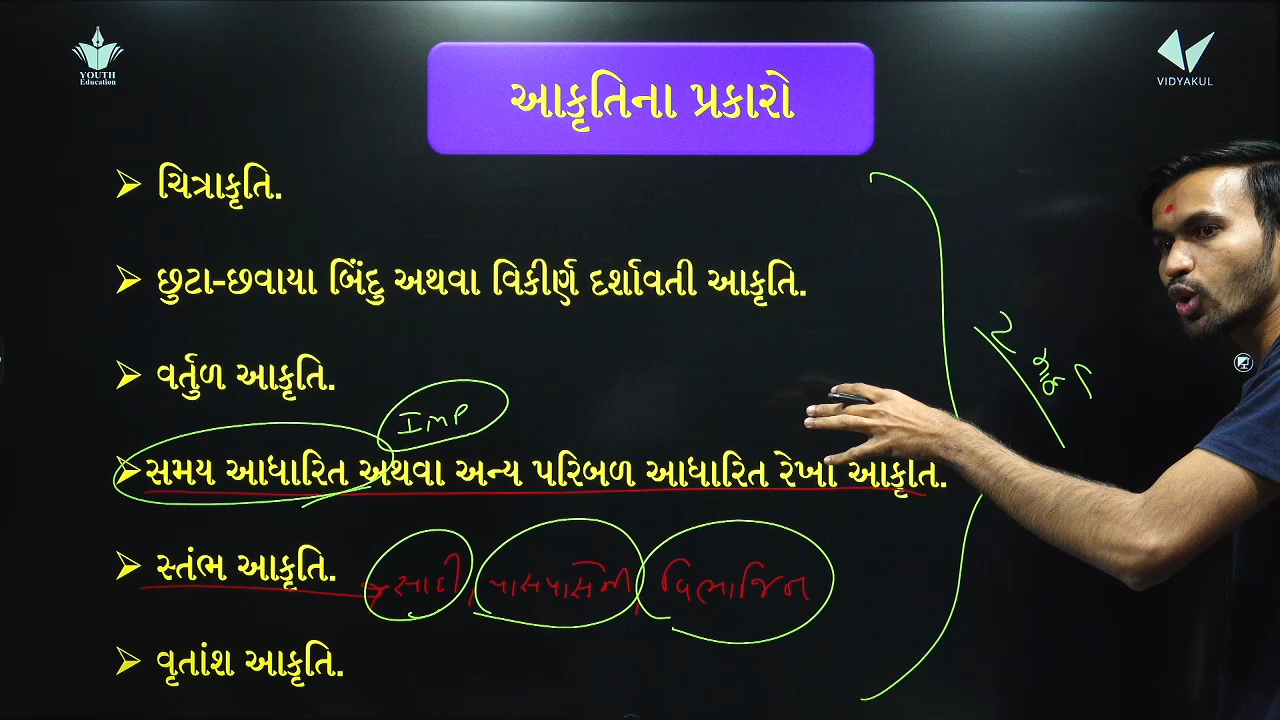 YOUTH
Education
VIDYAKUL
આકૃતિના પ્રકારો
➢ ચિત્રાકૃતિ.
➢ છુટા-છવાયા બિંદુ અથવા વિકીર્ણ દર્શાવતી આકૃતિ.
➢ વર્તુળ આકૃતિ.
Imp
➢ સમય આધારિત અથવા અન્ય પરિબળ આધારિત રેખા આકૃતિ.
➢ સ્તંભ આકૃતિ. → સાદી, પાસપાસેની, વિભાજિત
➢ વૃતાંશ આકૃતિ.
2